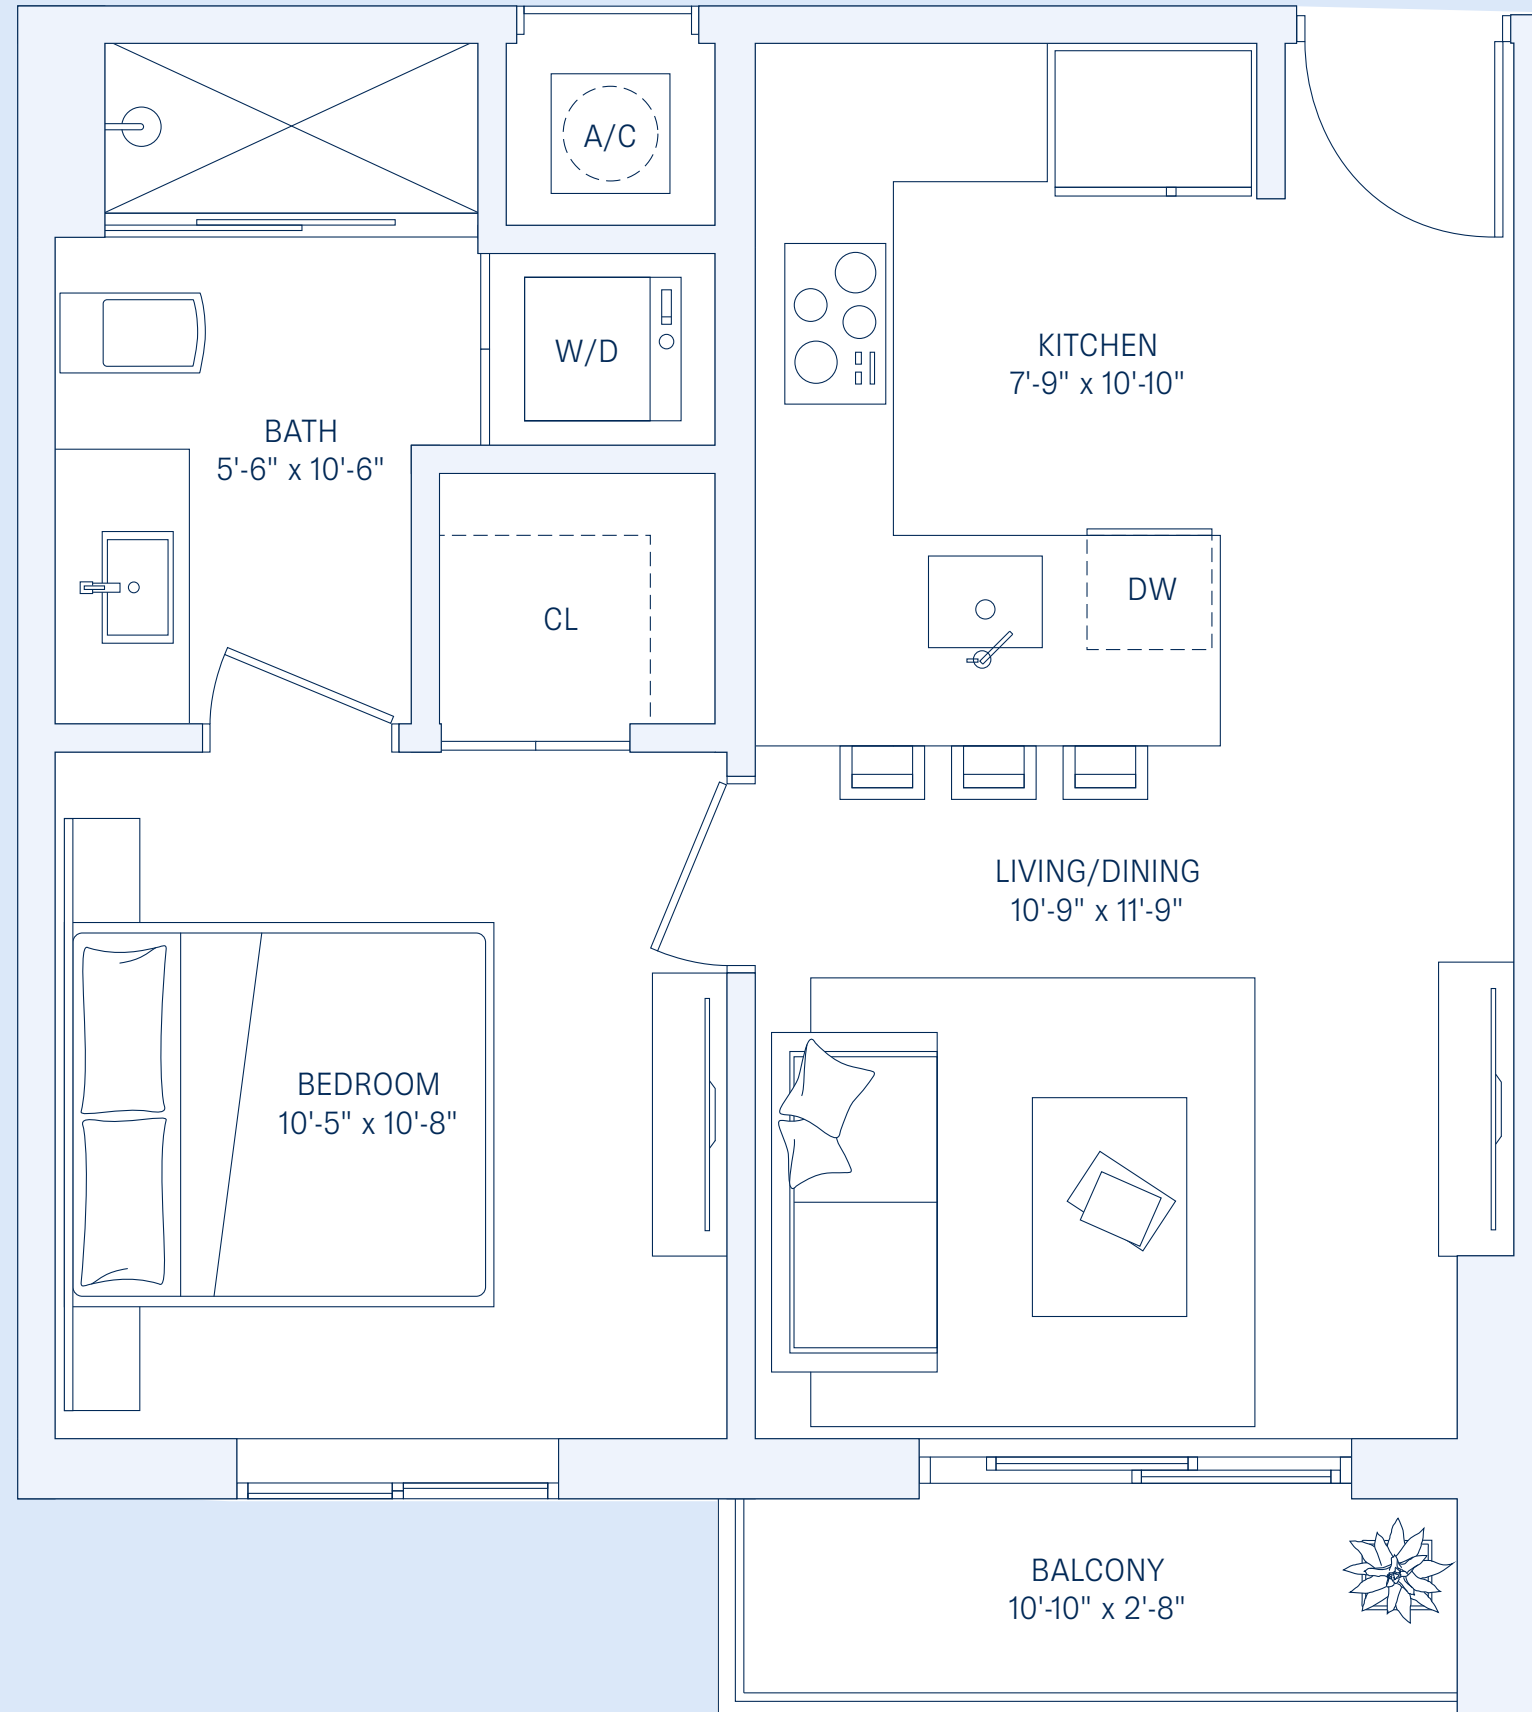 A/C
W/D
KITCHEN
7'-9" x 10'-10"
BATH
5'-6" x 10'-6"
CL
DW
LIVING/DINING
10'-9" x 11'-9"
BEDROOM
10'-5" x 10'-8"
BALCONY
10'-10" x 2'-8"